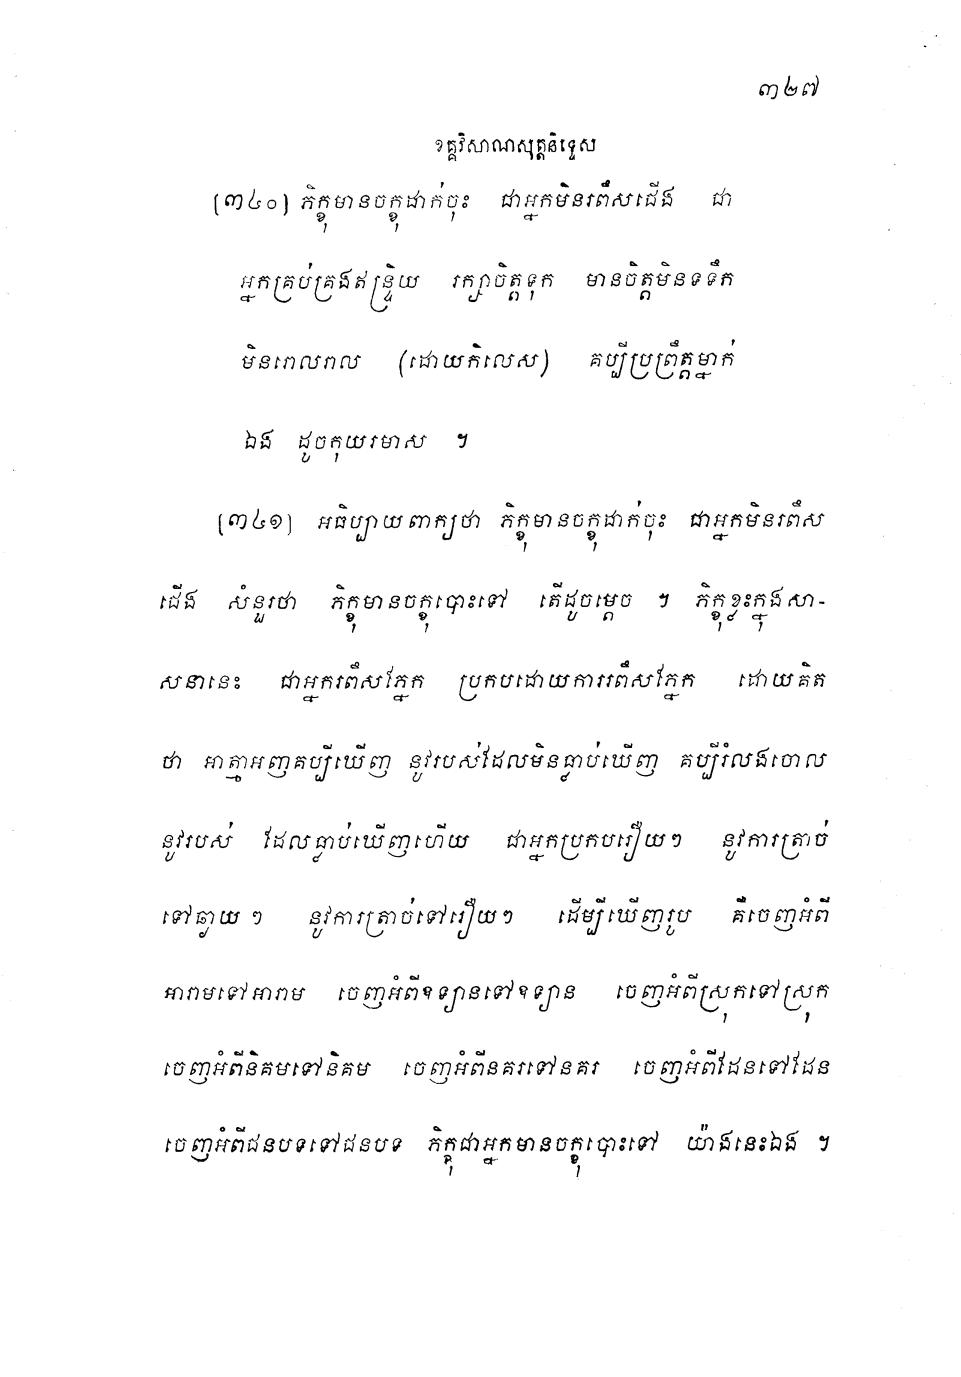 ៣២៧
ខគ្គវិសាណសុត្តនិទ្ទេស
[៣៤០] ភិក្ខុមានចក្ខុដាក់ចុះ ជាអ្នកមិនរពឹសជើង ជា
អ្នកគ្រប់គ្រងឥន្ទ្រិយ រក្សាចិត្តទុក មានចិត្តមិនទទឹក
មិនរោលរាល (ដោយកិលេស) គប្បីប្រព្រឹត្តម្នាក់
ឯង ដូចកុយរមាស ។
[៣៤១] អធិប្បាយពាក្យថា ភិក្ខុមានចក្ខុដាក់ចុះ ជាអ្នកមិនរពឹស
ជើង សំនួរថា ភិក្ខុមានចក្ខុបោះទៅ តើដូចម្តេច ។ ភិក្ខុខ្លះក្នុងសា-
សនានេះ ជាអ្នករពឹសភ្នែក ប្រកបដោយការរពឹសភ្នែក ដោយគិត
ថា អាត្មាអញគប្បីឃើញ នូវរបស់ដែលមិនធ្លាប់ឃើញ គប្បីរំលងចោល
នូវរបស់ ដែលធ្លាប់ឃើញហើយ ជាអ្នកប្រកបរឿយៗ នូវការត្រាច់
ទៅឆ្ងាយៗ នូវការត្រាច់ទៅរឿយៗ ដើម្បីឃើញរូប គឺចេញអំពី
អារាមទៅអារាម ចេញអំពីឧទ្យានទៅឧទ្យាន ចេញអំពីស្រុកទៅស្រុក
ចេញអំពីនិគមទៅនិគម ចេញអំពីនគរទៅនគរ ចេញអំពីដែនទៅដែន
ចេញអំពីជនបទទៅជនបទ ភិក្ខុជាអ្នកមានចក្ខុបោះទៅ យ៉ាងនេះឯង ។